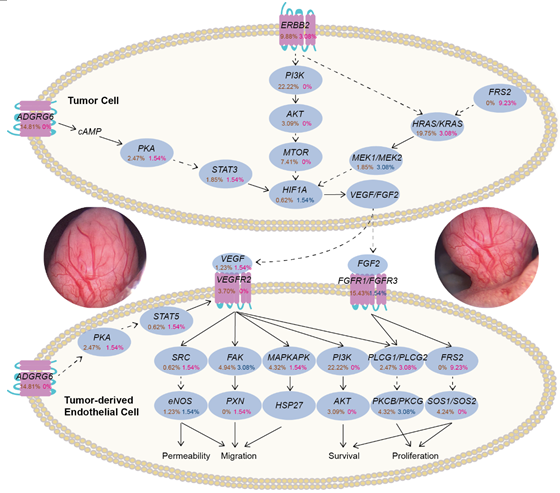 ERBB2
9.88% 3.08%
PI3K
22.22% 0%
Tumor Cell
FRS2
0% 9.23%
ADGRG6
14.81% 0%
cAMP
AKT
3.09% 0%
HRAS/KRAS
19.75% 3.08%
PKA
2.47% 1.54%
MTOR
7.41% 0%
MEK1/MEK2
1.85% 3.08%
STAT3
1.85% 1.54%
HIF1A
0.62% 1.54%
VEGF/FGF2
VEGF
1.23% 1.54%
VEGFR2
3.70% 0%
FGF2
FGFR1/FGFR3
10.43% 1.54%
STAT5
0.62% 1.54%
PKA
2.47% 1.54%
ADGRG6
14.81% 0%
SRC
0.62% 1.54%
FAK
4.94% 3.08%
MAPKAPK
4.32% 1.54%
PI3K
22.22% 0%
PLCG1/PLCG2
2.47% 3.08%
FRS2
0% 9.23%
Tumor-derived
Endothelial Cell
eNOS
1.23% 1.54%
PXN
0% 1.54%
HSP27
AKT
3.09% 0%
PKCB/PKCG
4.32% 3.08%
SOS1/SOS2
4.24% 0%
Permeability
Migration
Survival
Proliferation